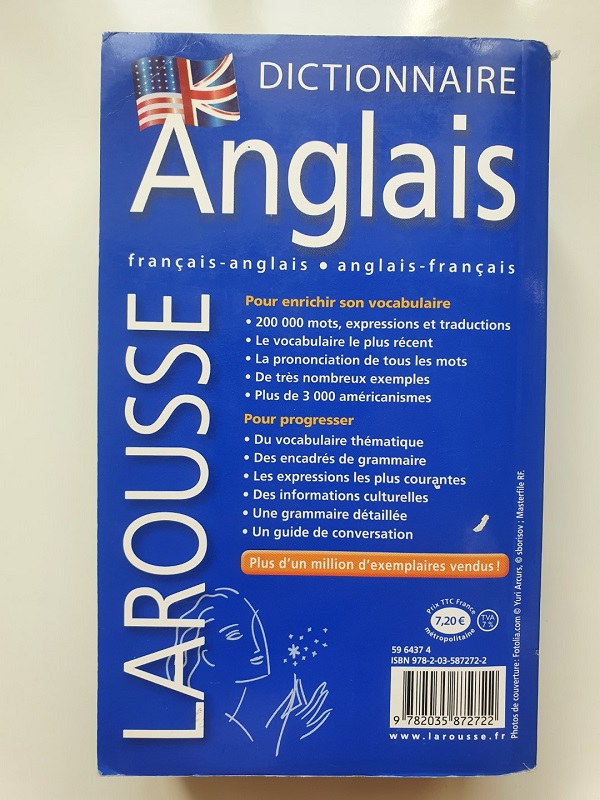 DICTIONNAIRE
Anglais
français-anglais • anglais-français
LAROUSSE
Pour enrichir son vocabulaire
• 200 000 mots, expressions et traductions
• Le vocabulaire le plus récent
• La prononciation de tous les mots
• De très nombreux exemples
• Plus de 3 000 américanismes
Pour progresser
• Du vocabulaire thématique
• Des encadrés de grammaire
• Les expressions les plus courantes
• Des informations culturelles
• Une grammaire détaillée
• Un guide de conversation
Plus d'un million d'exemplaires vendus !
Prix TTC France
7,20 €
métropolitaine
TVA
7 %
59 6437 4
ISBN 978-2-03-587272-2
9 782035 872722
www.larousse.fr
Photos de couverture : Fotolia.com © Yuri Arcurs, © sborisov ; Masterfile RF.